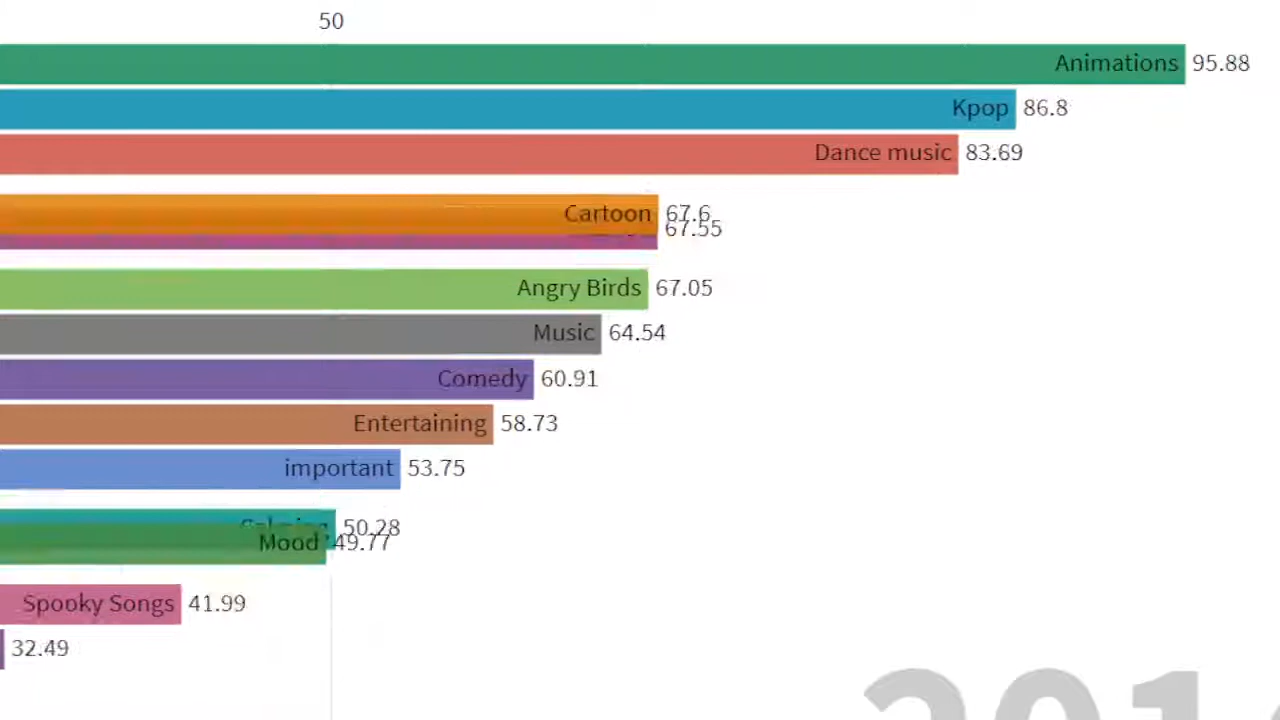 50
Animations 95.88
Kpop 86.8
Dance music 83.69
Cartoon 67.6
67.55
Angry Birds 67.05
Music 64.54
Comedy 60.91
Entertaining 58.73
important 53.75
50.28
Mood 49.77
Spooky Songs 41.99
32.49
201